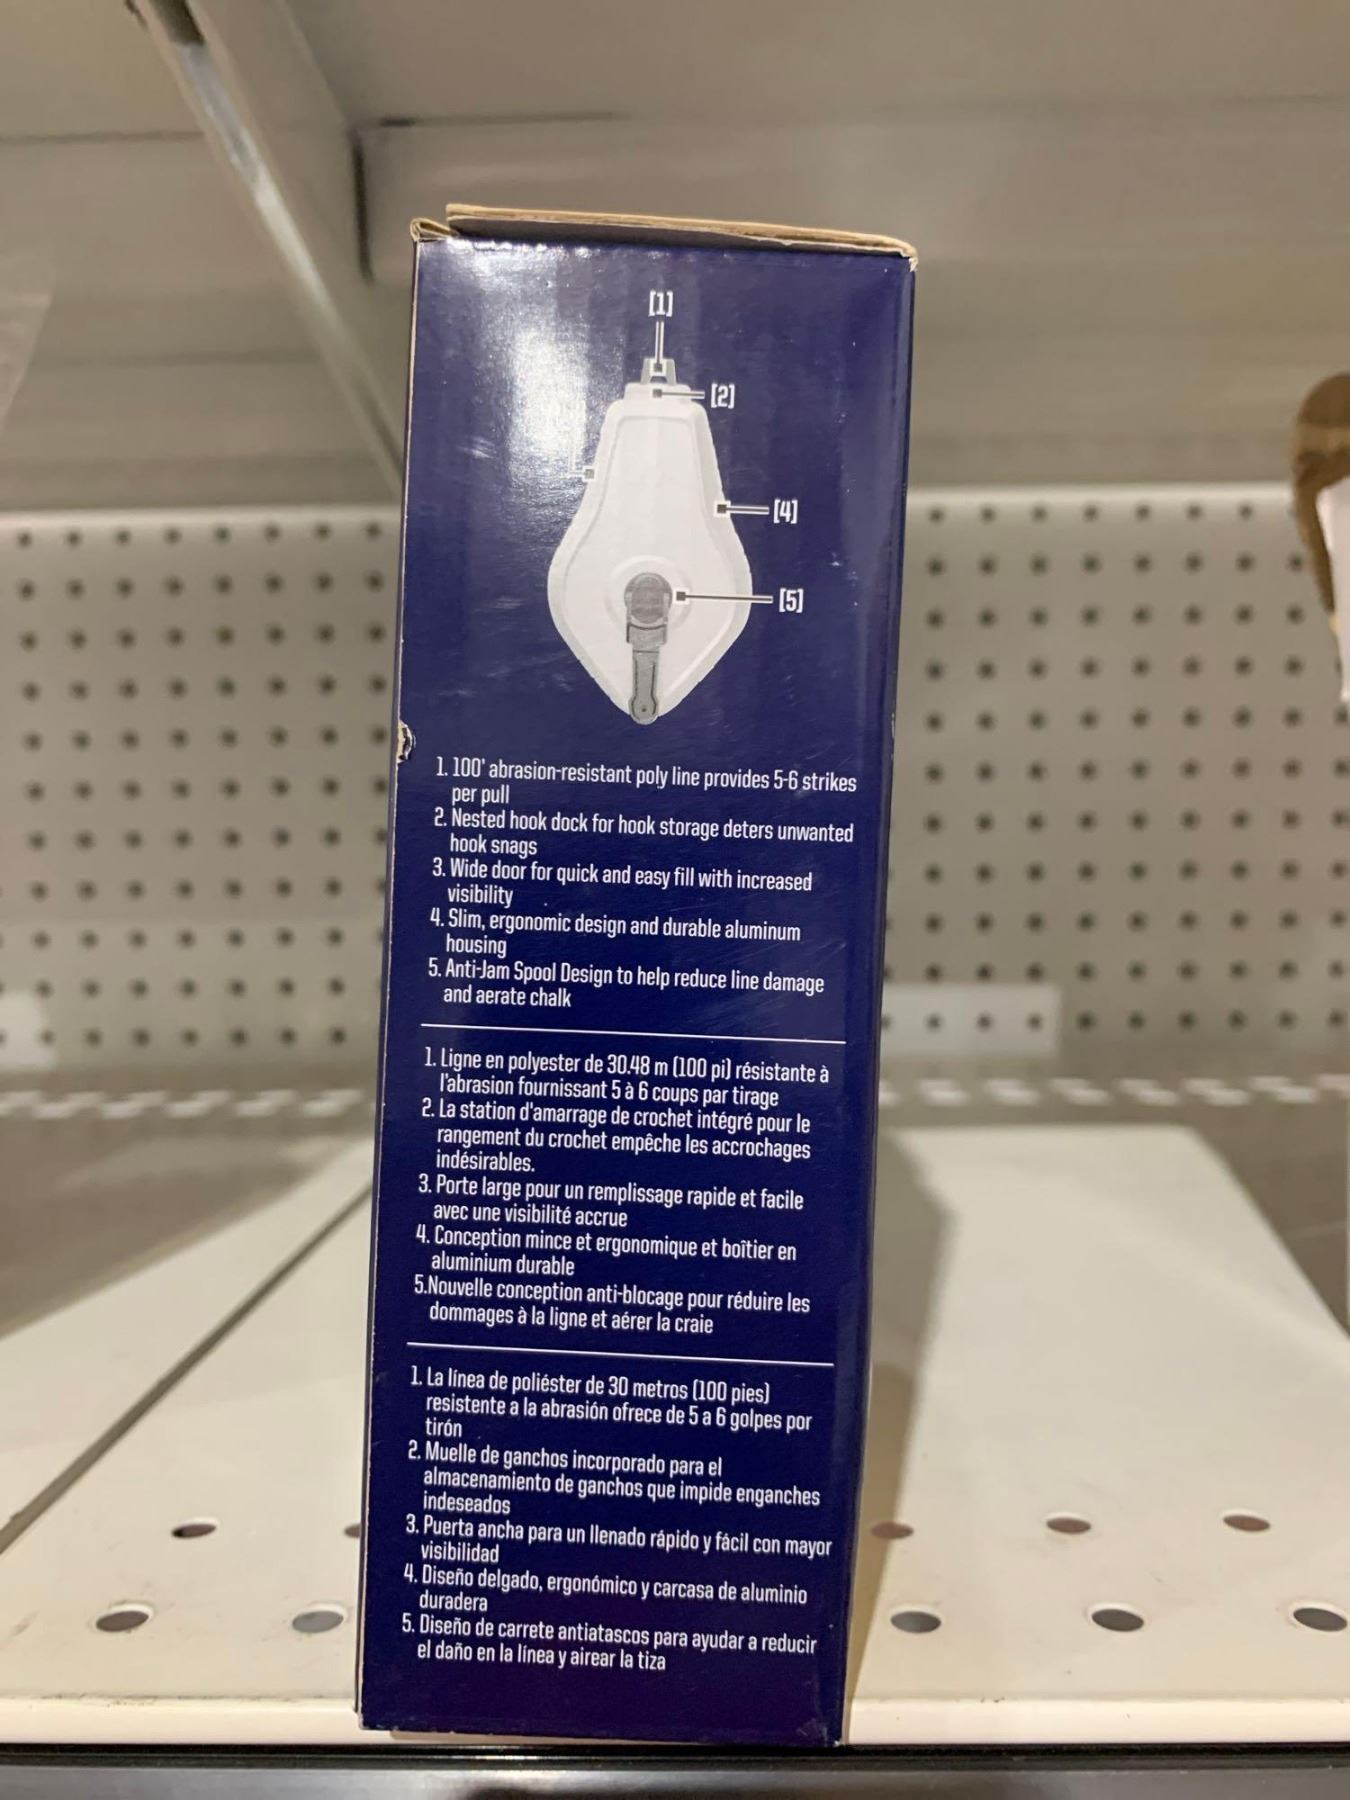 [1]
[2]
[4]
[5]
1. 100' abrasion-resistant poly line provides 5-6 strikes
per pull
2. Nested hook dock for hook storage deters unwanted
hook snags
3. Wide door for quick and easy fill with increased
visibility
4. Slim, ergonomic design and durable aluminum
housing
5. Anti-Jam Spool Design to help reduce line damage
and aerate chalk
1. Ligne en polyester de 30.48 m (100 pi) résistante à
l'abrasion fournissant 5 à 6 coups par tirage
2. La station d'amarrage de crochet intégré pour le
rangement du crochet empêche les accrochages
indésirables.
3. Porte large pour un remplissage rapide et facile
avec une visibilité accrue
4. Conception mince et ergonomique et boîtier en
aluminium durable
5.Nouvelle conception anti-blocage pour réduire les
dommages à la ligne et aérer la craie
1. La línea de poliéster de 30 metros (100 pies)
resistente a la abrasión ofrece de 5 a 6 golpes por
tirón
2. Muelle de ganchos incorporado para el
almacenamiento de ganchos que impide enganches
indeseados
3. Puerta ancha para un llenado rápido y fácil con mayor
visibilidad
4. Diseño delgado, ergonómico y carcasa de aluminio
duradera
5. Diseño de carrete antiatascos para ayudar a reducir
el daño en la línea y airear la tiza